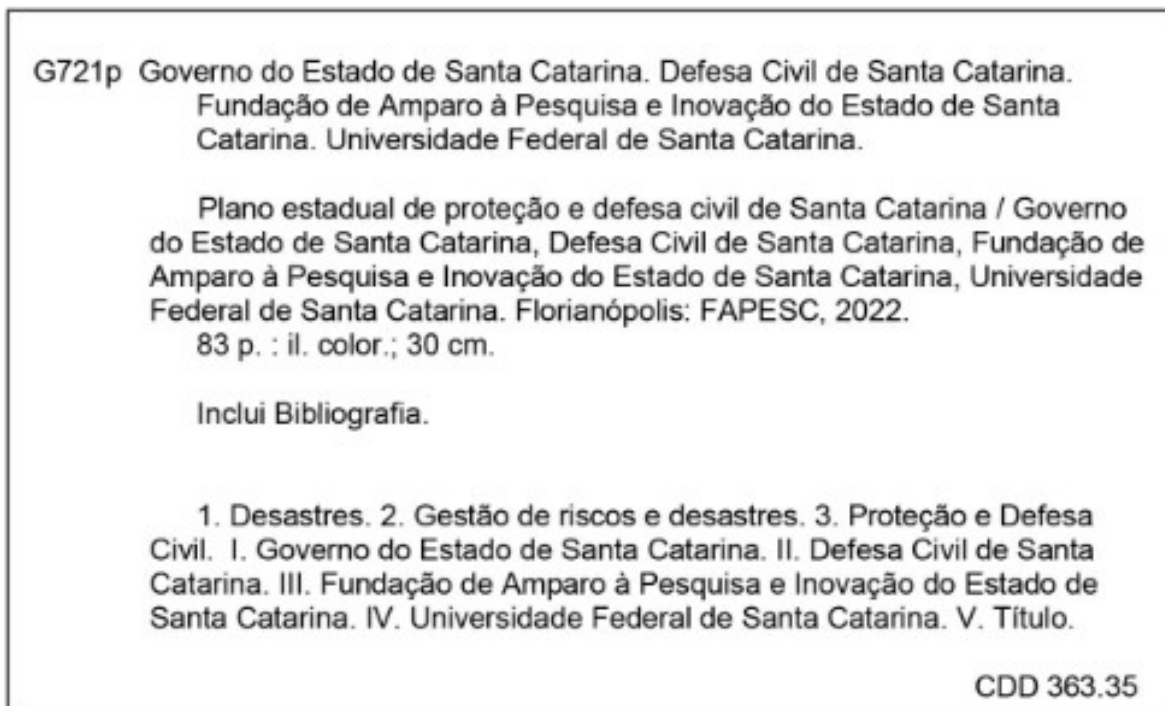 G721p Governo do Estado de Santa Catarina. Defesa Civil de Santa Catarina.
Fundação de Amparo à Pesquisa e Inovação do Estado de Santa
Catarina. Universidade Federal de Santa Catarina.
Plano estadual de proteção e defesa civil de Santa Catarina / Governo
do Estado de Santa Catarina, Defesa Civil de Santa Catarina, Fundação de
Amparo à Pesquisa e Inovação do Estado de Santa Catarina, Universidade
Federal de Santa Catarina. Florianópolis: FAPESC, 2022.
83 p. : il. color.; 30 cm.
Inclui Bibliografia.
1. Desastres. 2. Gestão de riscos e desastres. 3. Proteção e Defesa
Civil. I. Governo do Estado de Santa Catarina. II. Defesa Civil de Santa
Catarina. III. Fundação de Amparo à Pesquisa e Inovação do Estado de
Santa Catarina. IV. Universidade Federal de Santa Catarina. V. Título.
CDD 363.35